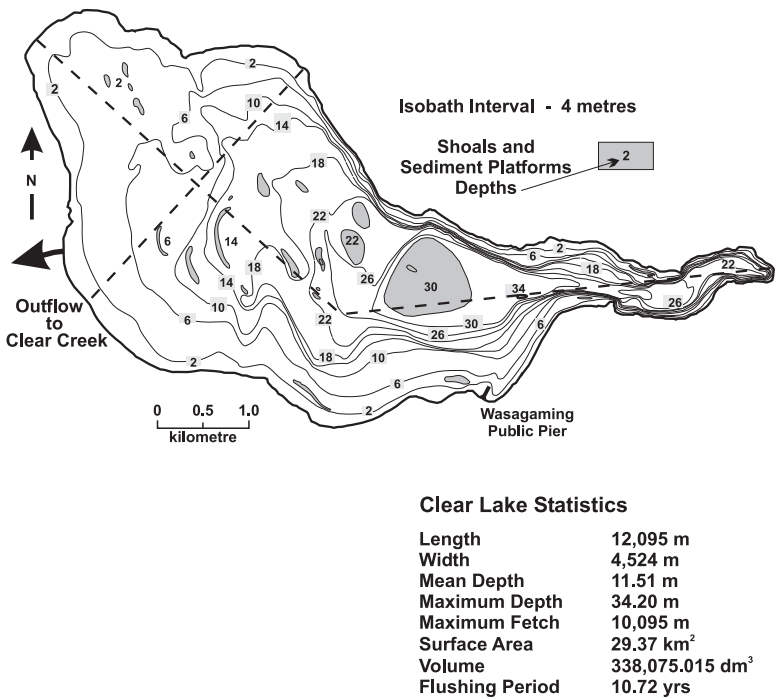 2
2
2
6
10
14
Isobath Interval - 4 metres
Shoals and
Sediment Platforms
Depths
2
N
18
22
22
6
14
26
30
34
2
6
18
22
26
14
18
10
22
6
30
26
18
10
6
2
6
2
Outflow
to
Clear Creek
0 0.5 1.0
kilometre
Wasagaming
Public Pier
Clear Lake Statistics
Length 12,095 m
Width 4,524 m
Mean Depth 11.51 m
Maximum Depth 34.20 m
Maximum Fetch 10,095 m
Surface Area 29.37 km²
Volume 338,075.015 dm³
Flushing Period 10.72 yrs